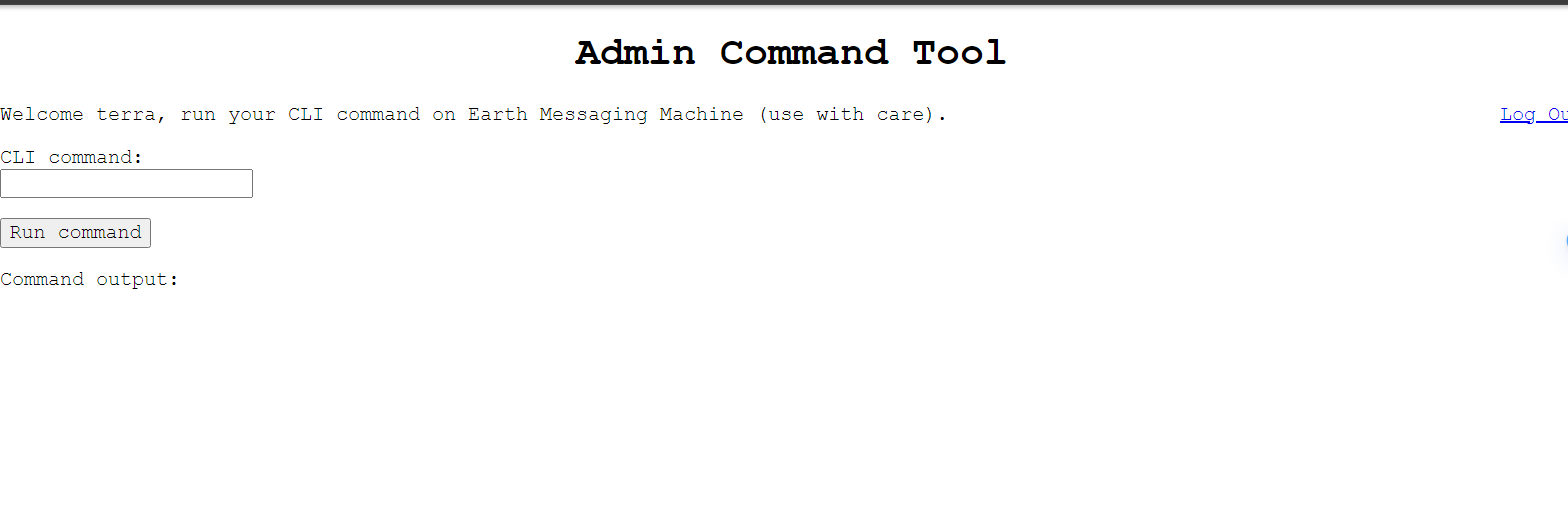 Admin Command Tool
Welcome terra, run your CLI command on Earth Messaging Machine (use with care).
Log Ou
CLI command:
Run command
Command output: